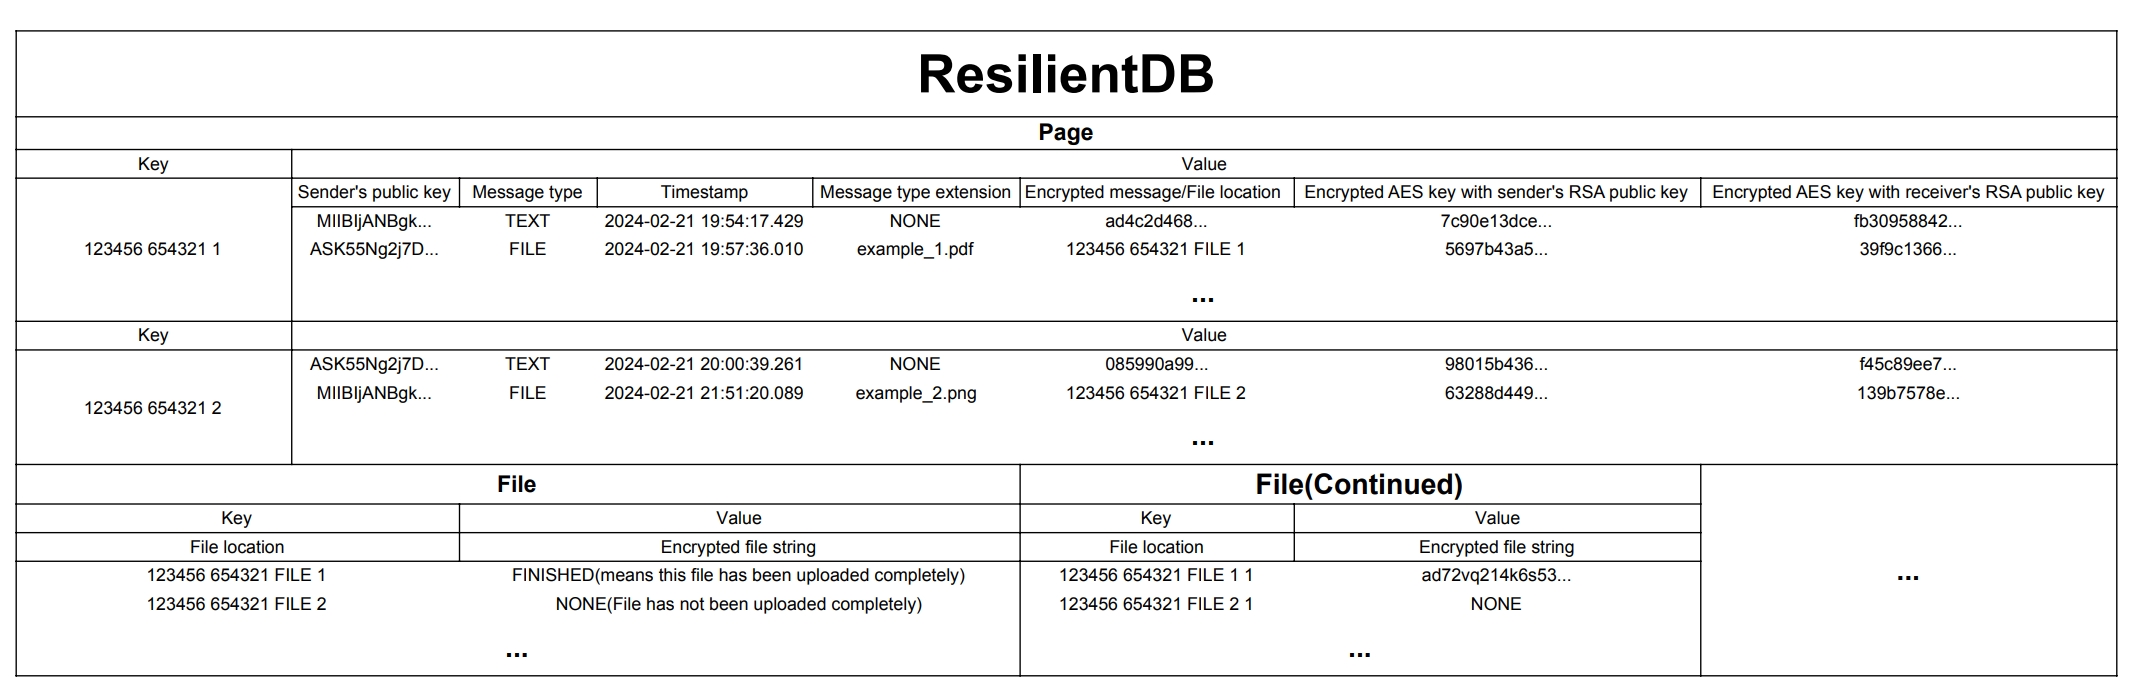 ResilientDB
Page
Key Value
Sender's public key Message type Timestamp Message type extension Encrypted message/File location Encrypted AES key with sender's RSA public key Encrypted AES key with receiver's RSA public key
MIIBIjANBgk... TEXT 2024-02-21 19:54:17.429 NONE ad4c2d468... 7c90e13dce... fb30958842...
123456 654321 1 ASK55Ng2j7D... FILE 2024-02-21 19:57:36.010 example_1.pdf 123456 654321 FILE 1 5697b43a5... 39f9c1366...
...
Key Value
ASK55Ng2j7D... TEXT 2024-02-21 20:00:39.261 NONE 085990a99... 98015b436... f45c89ee7...
MIIBIjANBgk... FILE 2024-02-21 21:51:20.089 example_2.png 123456 654321 FILE 2 63288d449... 139b7578e...
123456 654321 2
...
File File(Continued)
Key Value Key Value
File location Encrypted file string File location Encrypted file string
123456 654321 FILE 1 FINISHED(means this file has been uploaded completely) 123456 654321 FILE 1 1 ad72vq214k6s53... ...
123456 654321 FILE 2 NONE(File has not been uploaded completely) 123456 654321 FILE 2 1 NONE
... ...